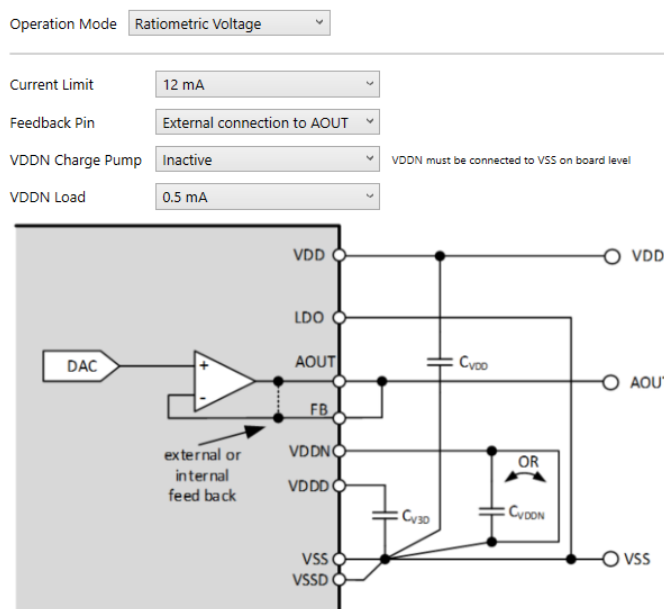 Operation Mode Ratiometric Voltage
Current Limit 12 mA
Feedback Pin External connection to AOUT
VDDN Charge Pump Inactive VDDN must be connected to VSS on board level
VDDN Load 0.5 mA
VDD VDD
LDO
DAC + AOUT CVDD AOUT
-
FB
external or VDDN OR
internal VDDD
feed back CV3D CVDDN
VSS VSS
VSSD